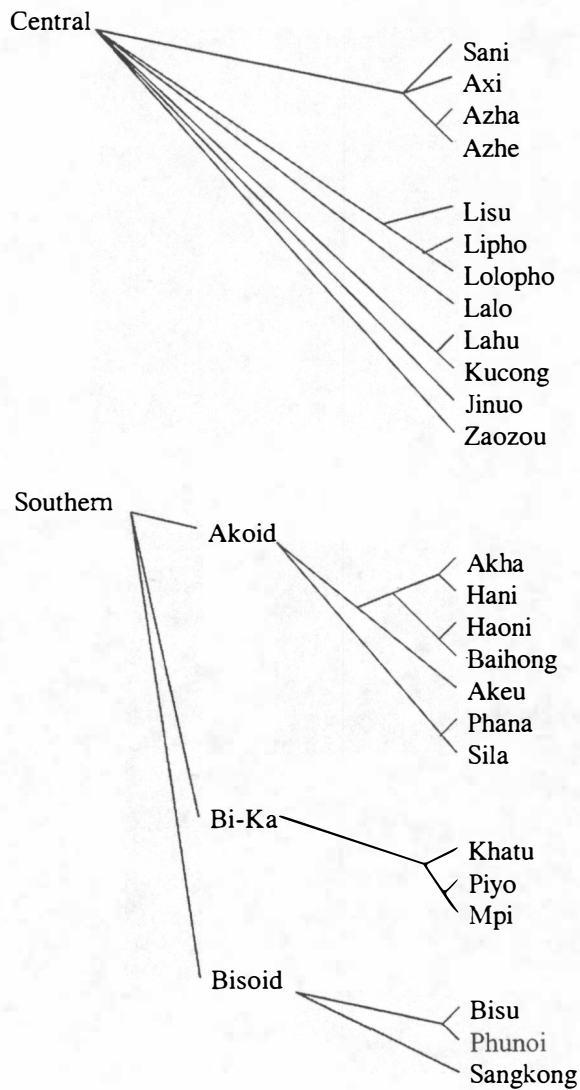 Central
Sani
Axi
Azha
Azhe
Lisu
Lipho
Lolopho
Lalo
Lahu
Kucong
Jinuo
Zaozou
Southern
Akoid
Akha
Hani
Haoni
Baihong
Akeu
Phana
Sila
Bi-Ka
Khatu
Piyo
Mpi
Bisoid
Bisu
Phunoi
Sangkong